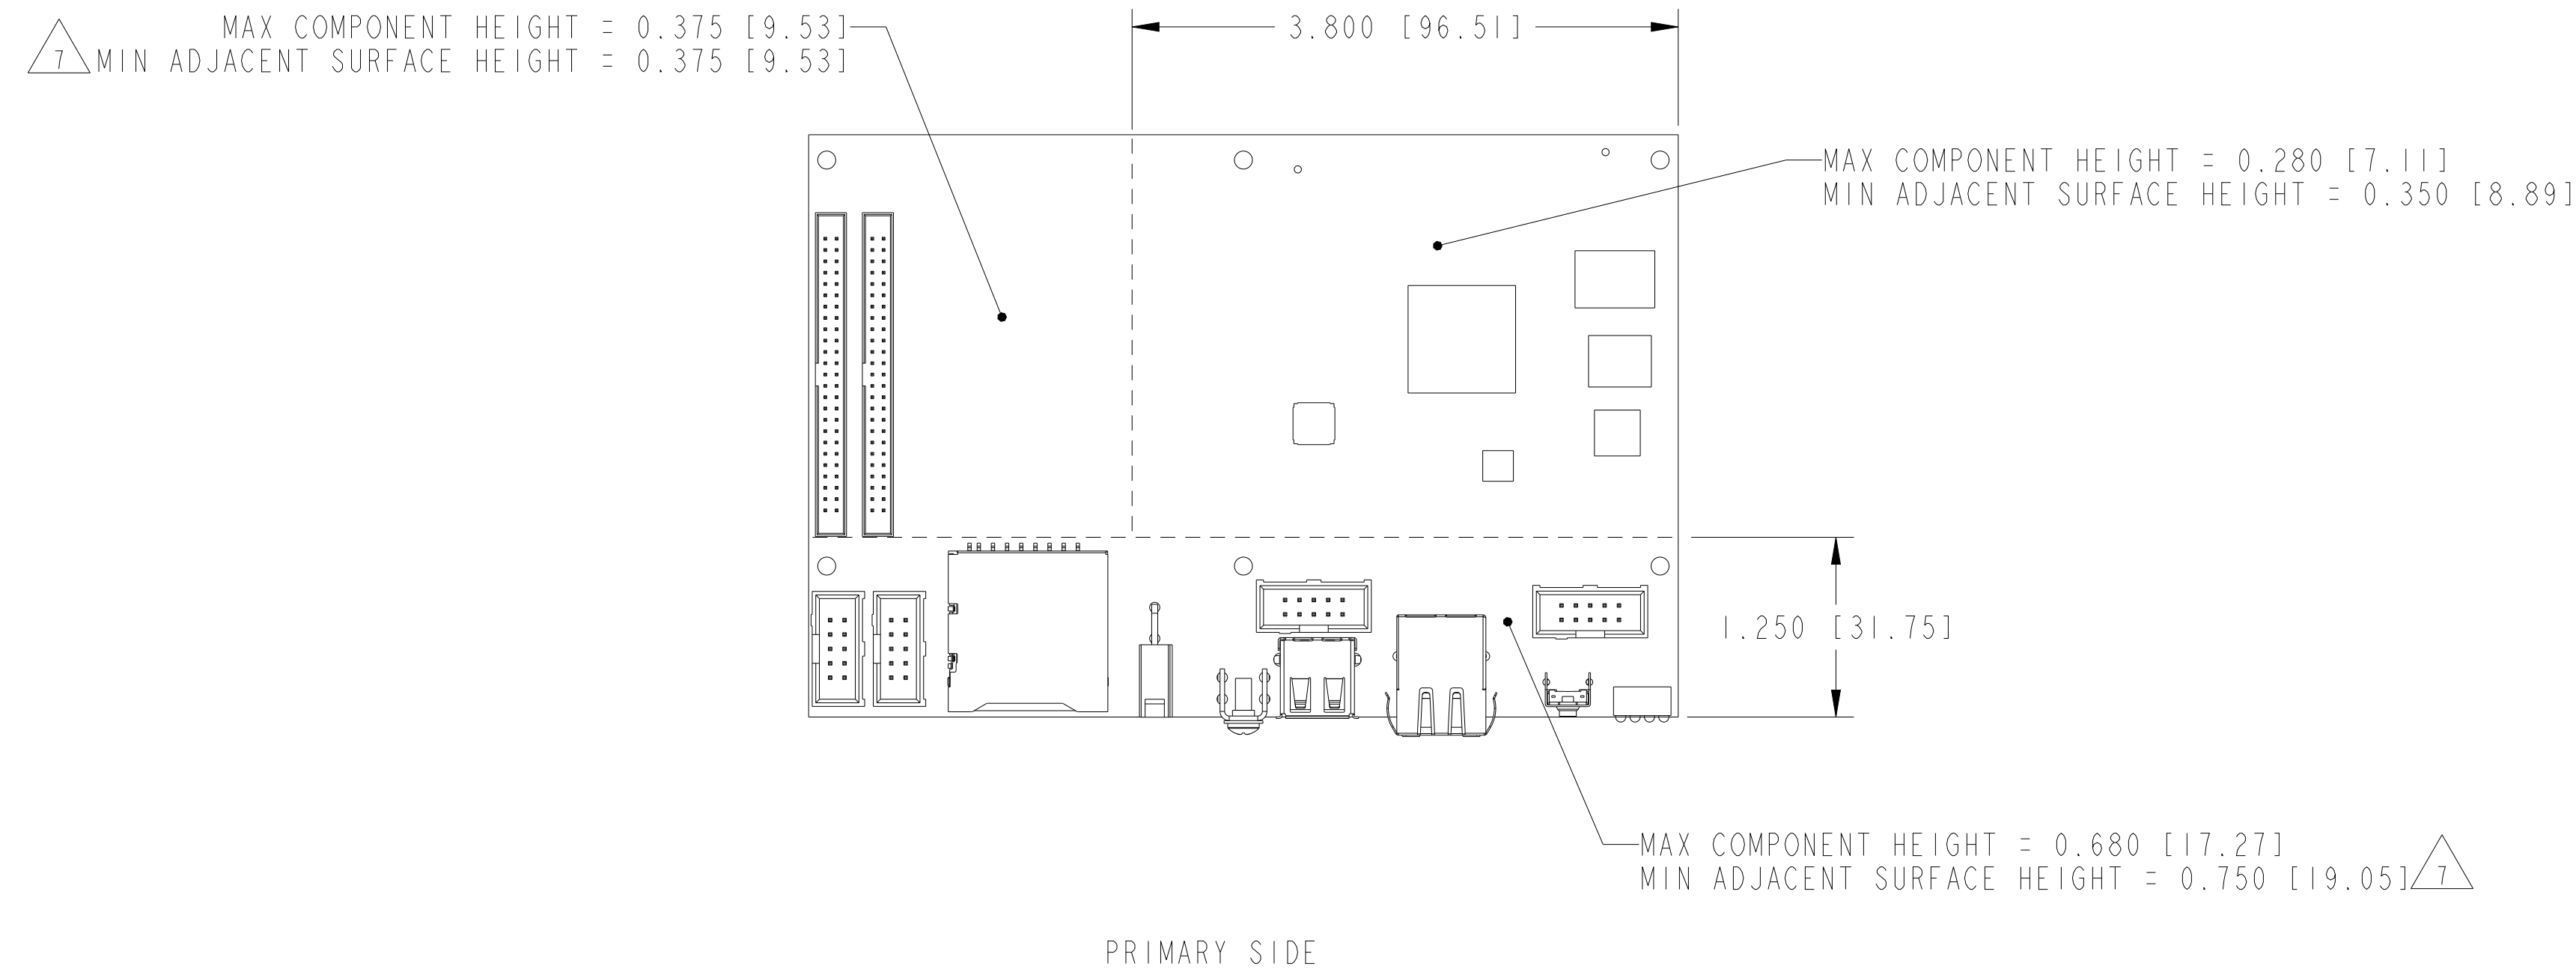 MAX COMPONENT HEIGHT = 0.375 [9.53]
7 MIN ADJACENT SURFACE HEIGHT = 0.375 [9.53]
3.800 [96.51]
MAX COMPONENT HEIGHT = 0.280 [7.11]
MIN ADJACENT SURFACE HEIGHT = 0.350 [8.89]
1.250 [31.75]
MAX COMPONENT HEIGHT = 0.680 [17.27]
MIN ADJACENT SURFACE HEIGHT = 0.750 [19.05] 7
PRIMARY SIDE